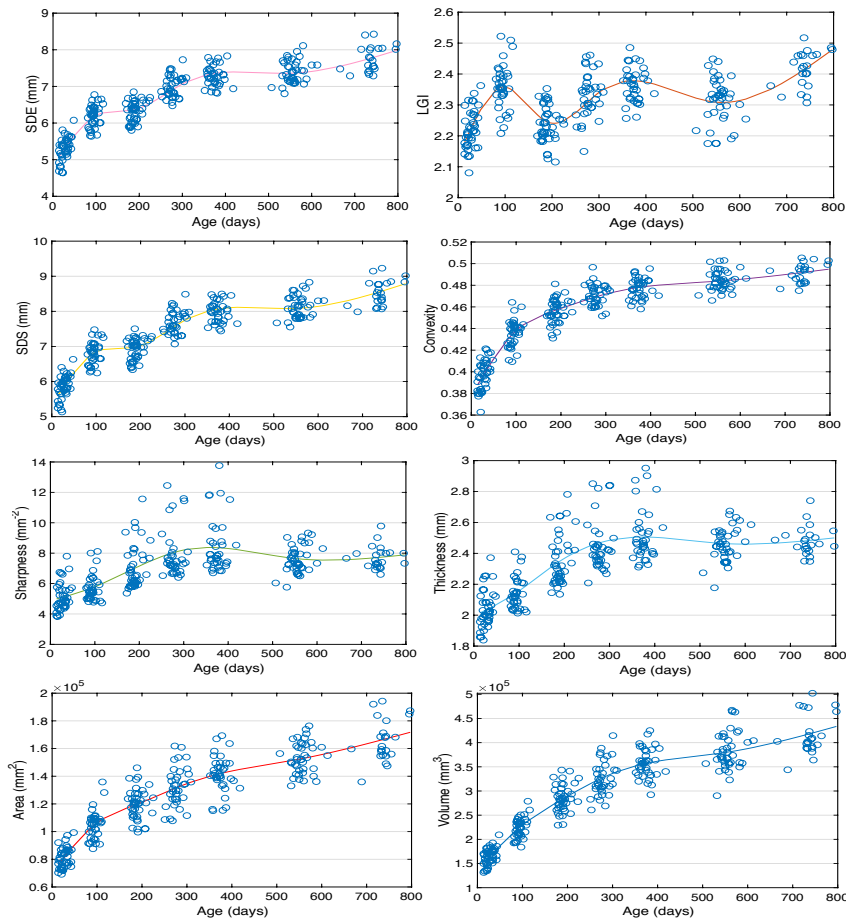 9
8
7
6
5
4
SDE (mm)
0 100 200 300 400 500 600 700 800
Age (days)
2.6
2.5
2.4
2.3
2.2
2.1
2
LGI
0 100 200 300 400 500 600 700 800
Age (days)
10
9
8
7
6
5
SDS (mm)
0 100 200 300 400 500 600 700 800
Age (days)
0.52
0.5
0.48
0.46
0.44
0.42
0.4
0.38
0.36
Convexity
0 100 200 300 400 500 600 700 800
Age (days)
14
12
10
8
6
4
2
Sharpness (mm⁻²)
0 100 200 300 400 500 600 700 800
Age (days)
3
2.8
2.6
2.4
2.2
2
1.8
Thickness (mm)
0 100 200 300 400 500 600 700 800
Age (days)
× 10⁵
2
1.8
1.6
1.4
1.2
1
0.8
0.6
Area (mm²)
0 100 200 300 400 500 600 700 800
Age (days)
× 10⁵
5
4.5
4
3.5
3
2.5
2
1.5
1
Volume (mm³)
0 100 200 300 400 500 600 700 800
Age (days)